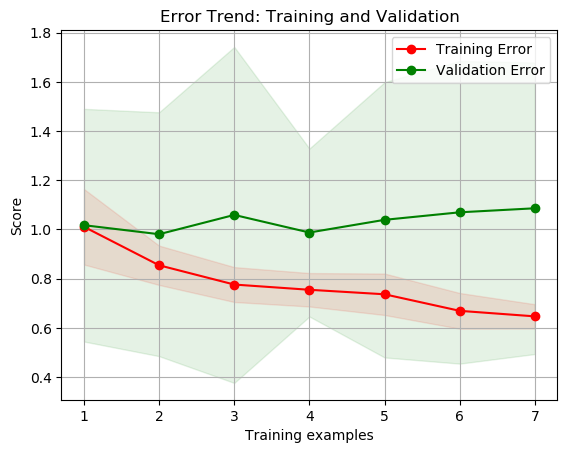 Error Trend: Training and Validation
Training Error
Validation Error
Score
1.8
1.6
1.4
1.2
1.0
0.8
0.6
0.4
1 2 3 4 5 6 7
Training examples